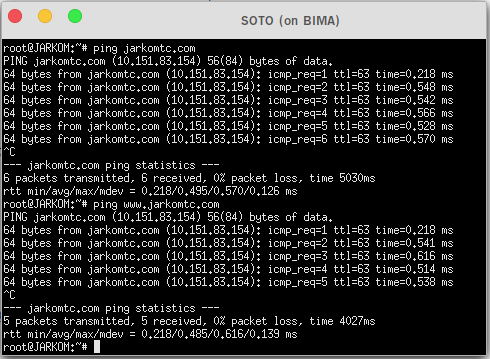 SOTO (on BIMA)
root@JARKOM:~# ping jarkomtc.com
PING jarkomtc.com (10.151.83.154) 56(84) bytes of data.
64 bytes from jarkomtc.com (10.151.83.154): icmp_req=1 ttl=63 time=0.218 ms
64 bytes from jarkomtc.com (10.151.83.154): icmp_req=2 ttl=63 time=0.548 ms
64 bytes from jarkomtc.com (10.151.83.154): icmp_req=3 ttl=63 time=0.542 ms
64 bytes from jarkomtc.com (10.151.83.154): icmp_req=4 ttl=63 time=0.566 ms
64 bytes from jarkomtc.com (10.151.83.154): icmp_req=5 ttl=63 time=0.528 ms
64 bytes from jarkomtc.com (10.151.83.154): icmp_req=6 ttl=63 time=0.570 ms
^C
--- jarkomtc.com ping statistics ---
6 packets transmitted, 6 received, 0% packet loss, time 5030ms
rtt min/avg/max/mdev = 0.218/0.495/0.570/0.126 ms
root@JARKOM:~# ping www.jarkomtc.com
PING jarkomtc.com (10.151.83.154) 56(84) bytes of data.
64 bytes from jarkomtc.com (10.151.83.154): icmp_req=1 ttl=63 time=0.218 ms
64 bytes from jarkomtc.com (10.151.83.154): icmp_req=2 ttl=63 time=0.541 ms
64 bytes from jarkomtc.com (10.151.83.154): icmp_req=3 ttl=63 time=0.616 ms
64 bytes from jarkomtc.com (10.151.83.154): icmp_req=4 ttl=63 time=0.514 ms
64 bytes from jarkomtc.com (10.151.83.154): icmp_req=5 ttl=63 time=0.538 ms
^C
--- jarkomtc.com ping statistics ---
5 packets transmitted, 5 received, 0% packet loss, time 4027ms
rtt min/avg/max/mdev = 0.218/0.485/0.616/0.139 ms
root@JARKOM:~#